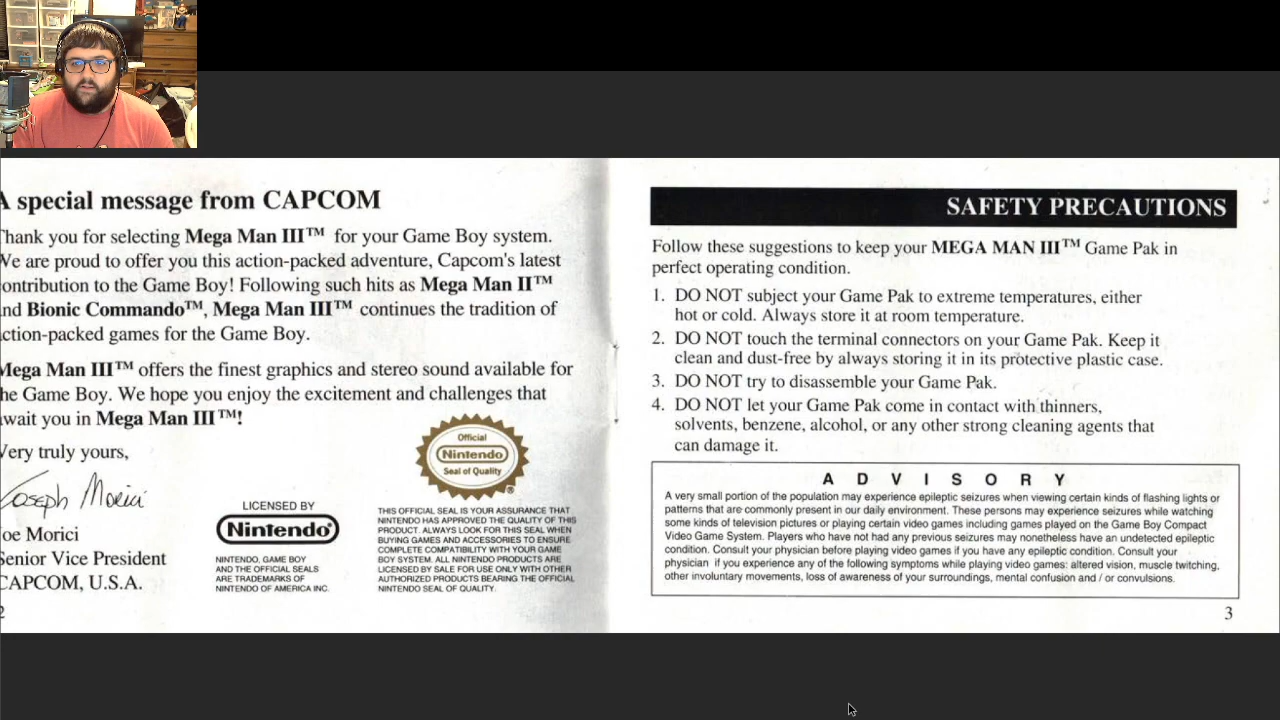 A special message from CAPCOM
Thank you for selecting Mega Man III™ for your Game Boy system.
We are proud to offer you this action-packed adventure, Capcom's latest
contribution to the Game Boy! Following such hits as Mega Man II™
and Bionic Commando™, Mega Man III™ continues the tradition of
action-packed games for the Game Boy.
Mega Man III™ offers the finest graphics and stereo sound available for
the Game Boy. We hope you enjoy the excitement and challenges that
await you in Mega Man III™!
Very truly yours,
Joseph Morici
Joe Morici
Senior Vice President
CAPCOM, U.S.A.
2
LICENSED BY
Nintendo®
NINTENDO, GAME BOY
AND THE OFFICIAL SEALS
ARE TRADEMARKS OF
NINTENDO OF AMERICA INC.
Official
Nintendo
Seal of Quality
®
THIS OFFICIAL SEAL IS YOUR ASSURANCE THAT
NINTENDO HAS APPROVED THE QUALITY OF THIS
PRODUCT. ALWAYS LOOK FOR THIS SEAL WHEN
BUYING GAMES AND ACCESSORIES TO ENSURE
COMPLETE COMPATIBILITY WITH YOUR GAME
BOY SYSTEM. ALL NINTENDO PRODUCTS ARE
LICENSED BY SALE FOR USE ONLY WITH OTHER
AUTHORIZED PRODUCTS BEARING THE OFFICIAL
NINTENDO SEAL OF QUALITY.
SAFETY PRECAUTIONS
Follow these suggestions to keep your MEGA MAN III™ Game Pak in
perfect operating condition.
1. DO NOT subject your Game Pak to extreme temperatures, either
hot or cold. Always store it at room temperature.
2. DO NOT touch the terminal connectors on your Game Pak. Keep it
clean and dust-free by always storing it in its protective plastic case.
3. DO NOT try to disassemble your Game Pak.
4. DO NOT let your Game Pak come in contact with thinners,
solvents, benzene, alcohol, or any other strong cleaning agents that
can damage it.
ADVISORY
A very small portion of the population may experience epileptic seizures when viewing certain kinds of flashing lights or
patterns that are commonly present in our daily environment. These persons may experience seizures while watching
some kinds of television pictures or playing certain video games including games played on the Game Boy Compact
Video Game System. Players who have not had any previous seizures may nonetheless have an undetected epileptic
condition. Consult your physician before playing video games if you have any epileptic condition. Consult your
physician if you experience any of the following symptoms while playing video games: altered vision, muscle twitching,
other involuntary movements, loss of awareness of your surroundings, mental confusion and / or convulsions.
3